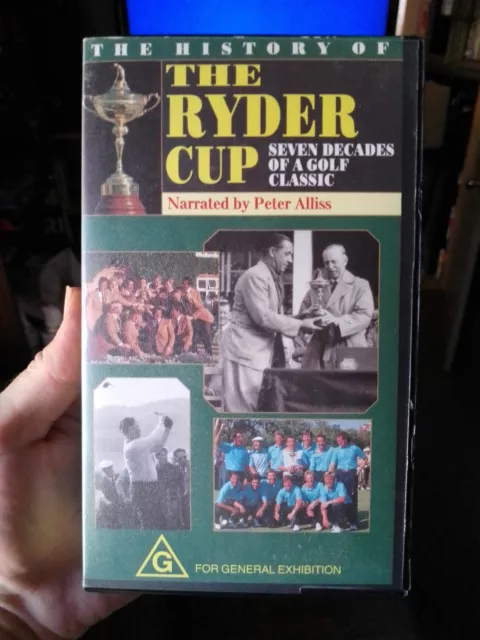 THE HISTORY OF
THE
RYDER
CUP
SEVEN DECADES
OF A GOLF
CLASSIC
Narrated by Peter Alliss
G
FOR GENERAL EXHIBITION